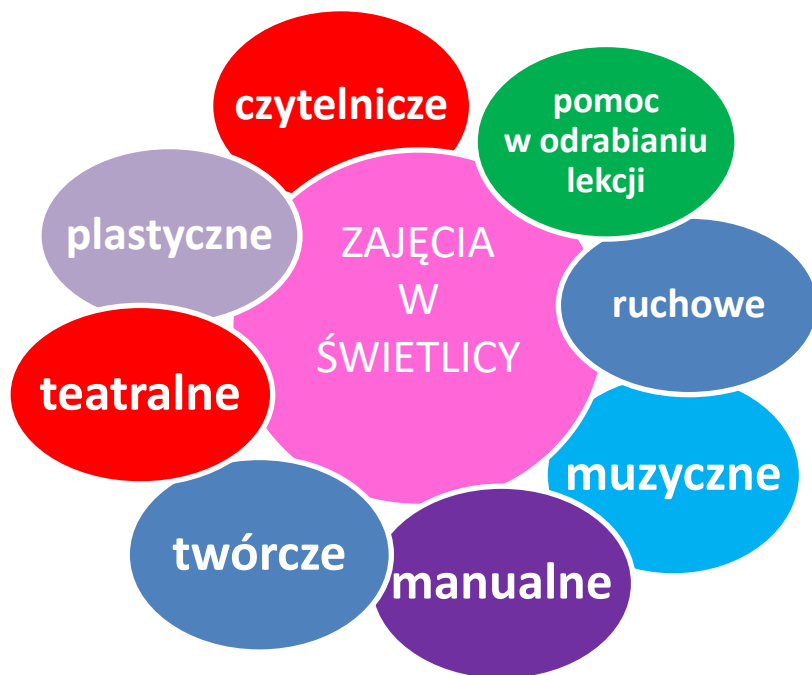 czytelnicze
pomoc
w odrabianiu
lekcji
plastyczne
ZAJĘCIA
W
ŚWIETLICY
ruchowe
teatralne
muzyczne
twórcze
manualne